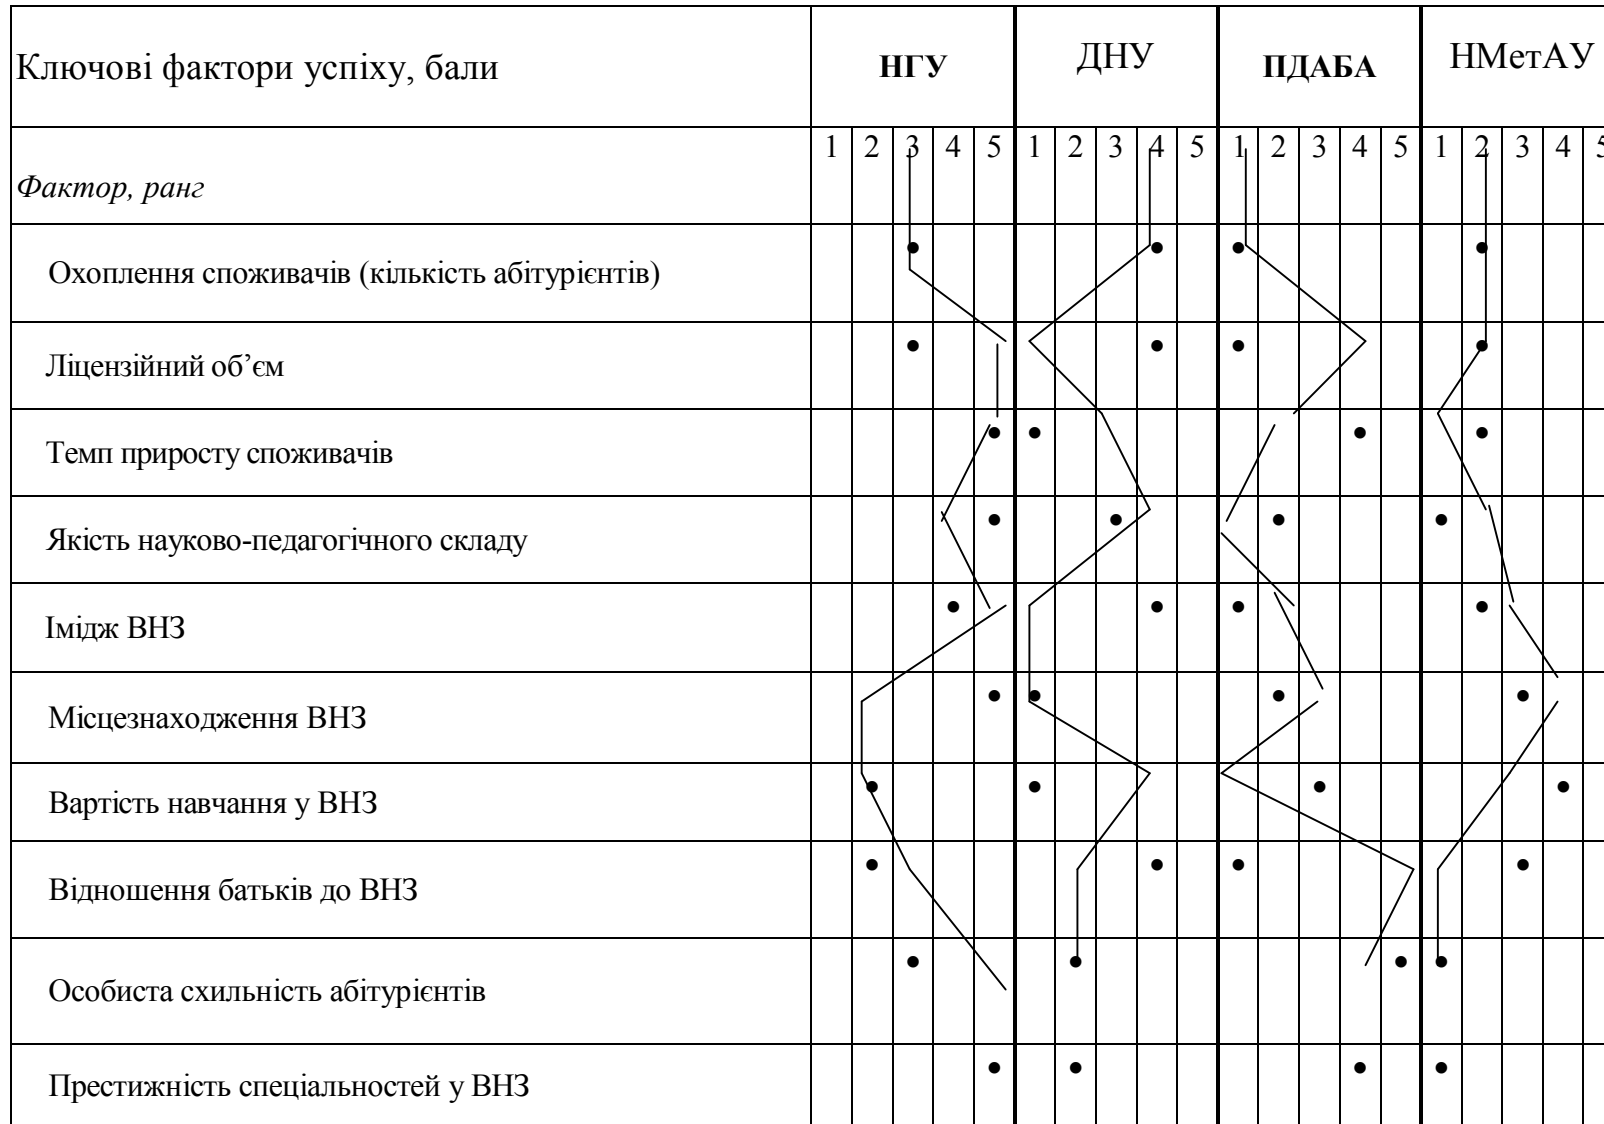 Ключові фактори успіху, бали НГУ ДНУ ПДАБА НМетАУ
1 2 3 4 5 1 2 3 4 5 1 2 3 4 5 1 2 3 4 5
Фактор, ранг
Охоплення споживачів (кількість абітурієнтів)
Ліцензійний об’єм
Темп приросту споживачів
Якість науково-педагогічного складу
Імідж ВНЗ
Місцезнаходження ВНЗ
Вартість навчання у ВНЗ
Відношення батьків до ВНЗ
Особиста схильність абітурієнтів
Престижність спеціальностей у ВНЗ